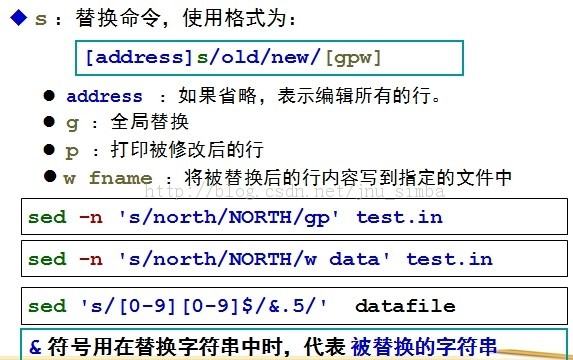 ◆ s：替换命令，使用格式为：
[address]s/old/new/[gpw]
● address ：如果省略，表示编辑所有的行。
● g ：全局替换
● p ：打印被修改后的行
● w fname ：将被替换后的行内容写到指定的文件中
http://blog.csdn.net/jnu_simba
sed –n 's/north/NORTH/gp' test.in
sed –n 's/north/NORTH/w data' test.in
sed 's/[0-9][0-9]$/&.5/' datafile
& 符号用在替换字符串中时，代表 被替换的字符串